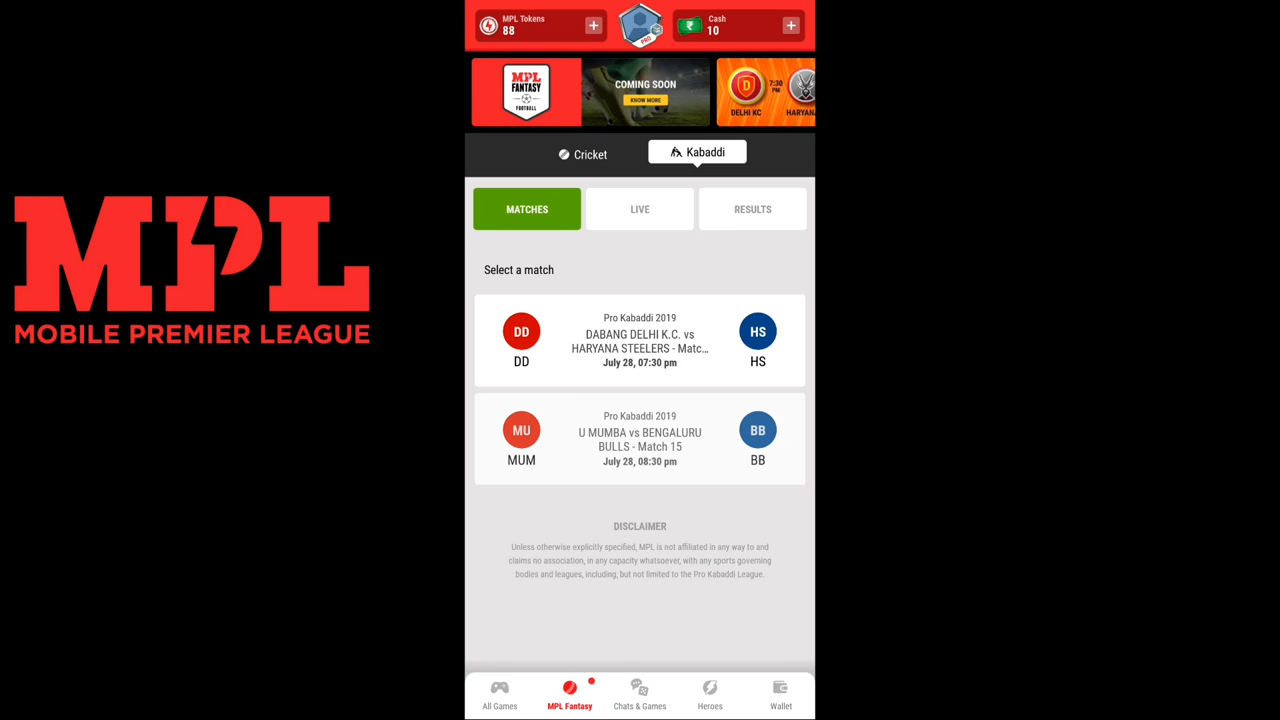 MPL
MOBILE PREMIER LEAGUE
MPL Tokens
88
PRO
Cash
10
MPL
FANTASY
FOOTBALL
COMING SOON
KNOW MORE
D
7:30
PM
DELHI KC
HARYAN
Cricket
Kabaddi
MATCHES
LIVE
RESULTS
Select a match
DD
DD
Pro Kabaddi 2019
DABANG DELHI K.C. vs
HARYANA STEELERS - Matc...
July 28, 07:30 pm
HS
HS
MU
MUM
Pro Kabaddi 2019
U MUMBA vs BENGALURU
BULLS - Match 15
July 28, 08:30 pm
BB
BB
DISCLAIMER
Unless otherwise explicitly specified, MPL is not affiliated in any way to and
claims no association, in any capacity whatsoever, with any sports governing
bodies and leagues, including, but not limited to the Pro Kabaddi League.
All Games
MPL Fantasy
Chats & Games
Heroes
Wallet